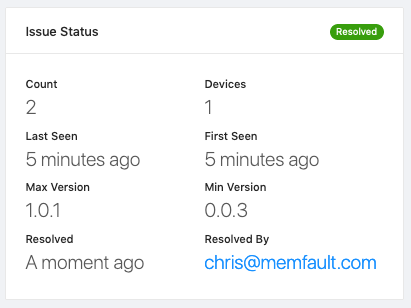 Issue Status
Resolved
Count
Devices
2
1
Last Seen
First Seen
5 minutes ago
5 minutes ago
Max Version
Min Version
1.0.1
0.0.3
Resolved
Resolved By
A moment ago
chris@memfault.com